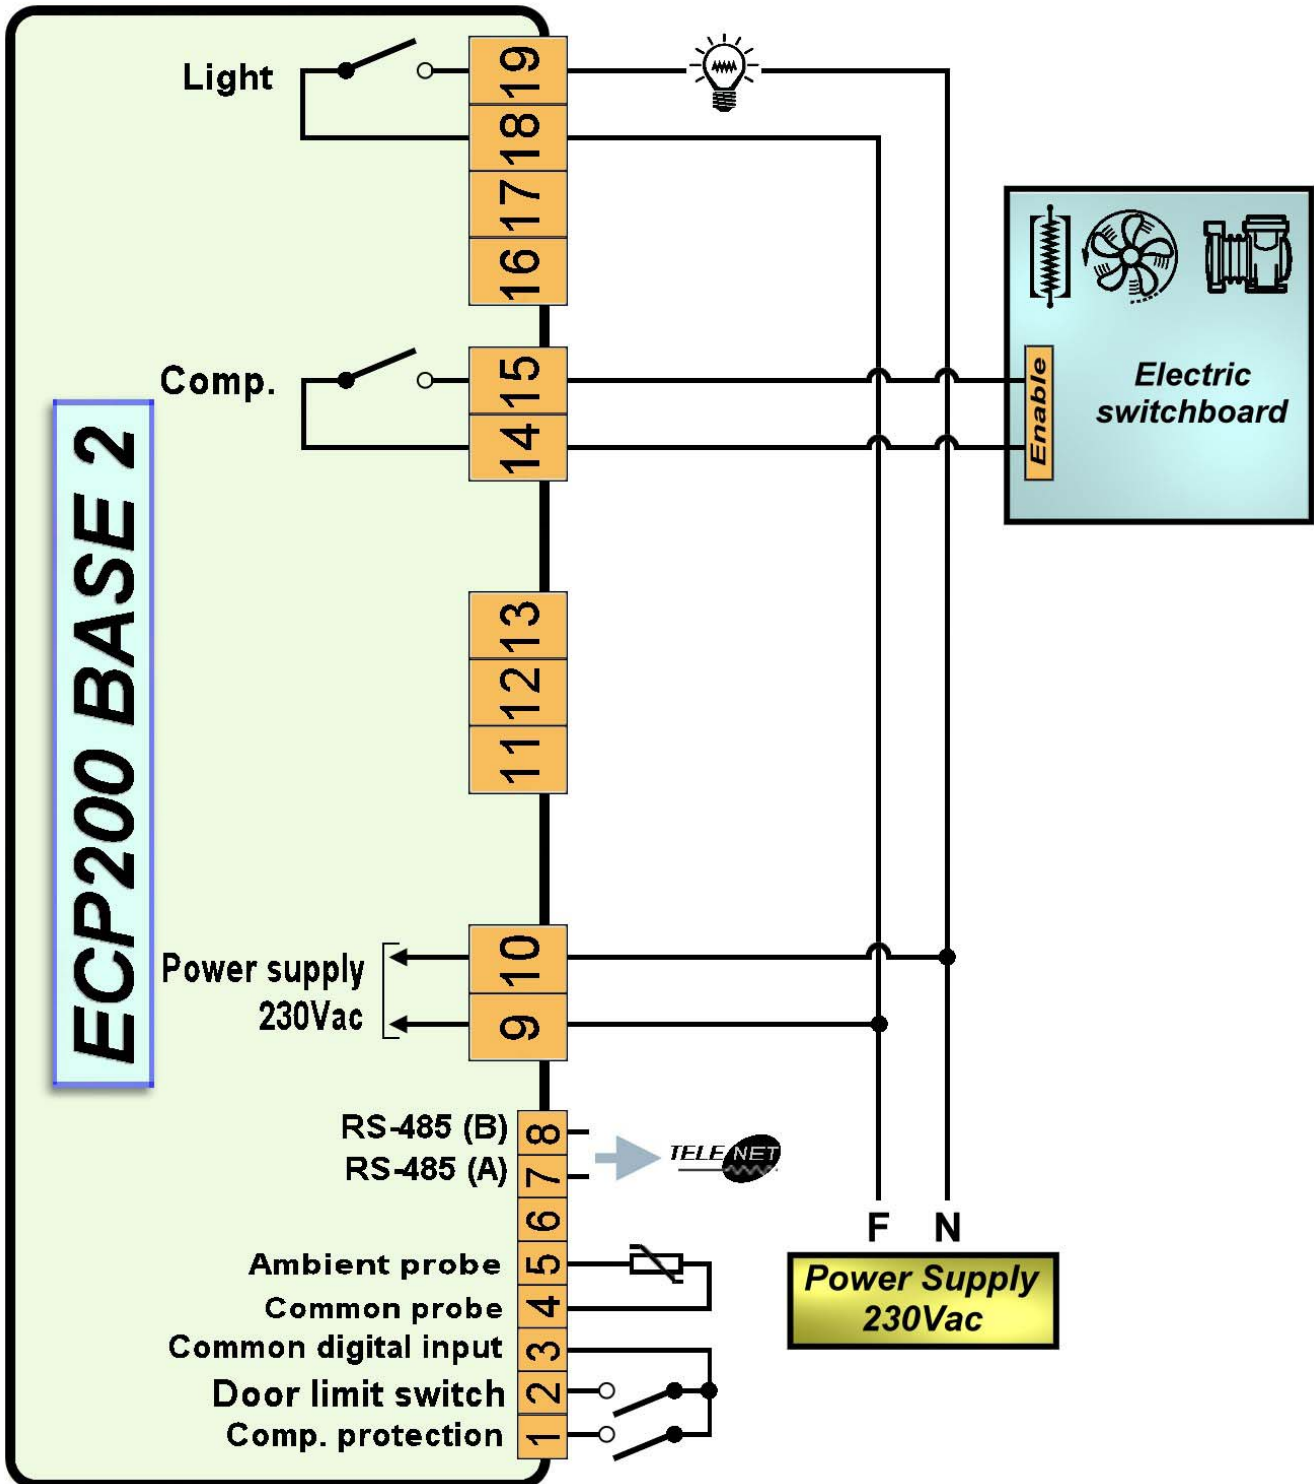 Light
19
18
17
16
Comp.
15
14
Electric
switchboard
Enable
ECP200 BASE 2
13
12
11
Power supply
230Vac
10
9
RS-485 (B)
8
RS-485 (A)
7
TELE NET
6
Ambient probe
5
Common probe
4
Common digital input
3
Door limit switch
2
Comp. protection
1
F N
Power Supply
230Vac